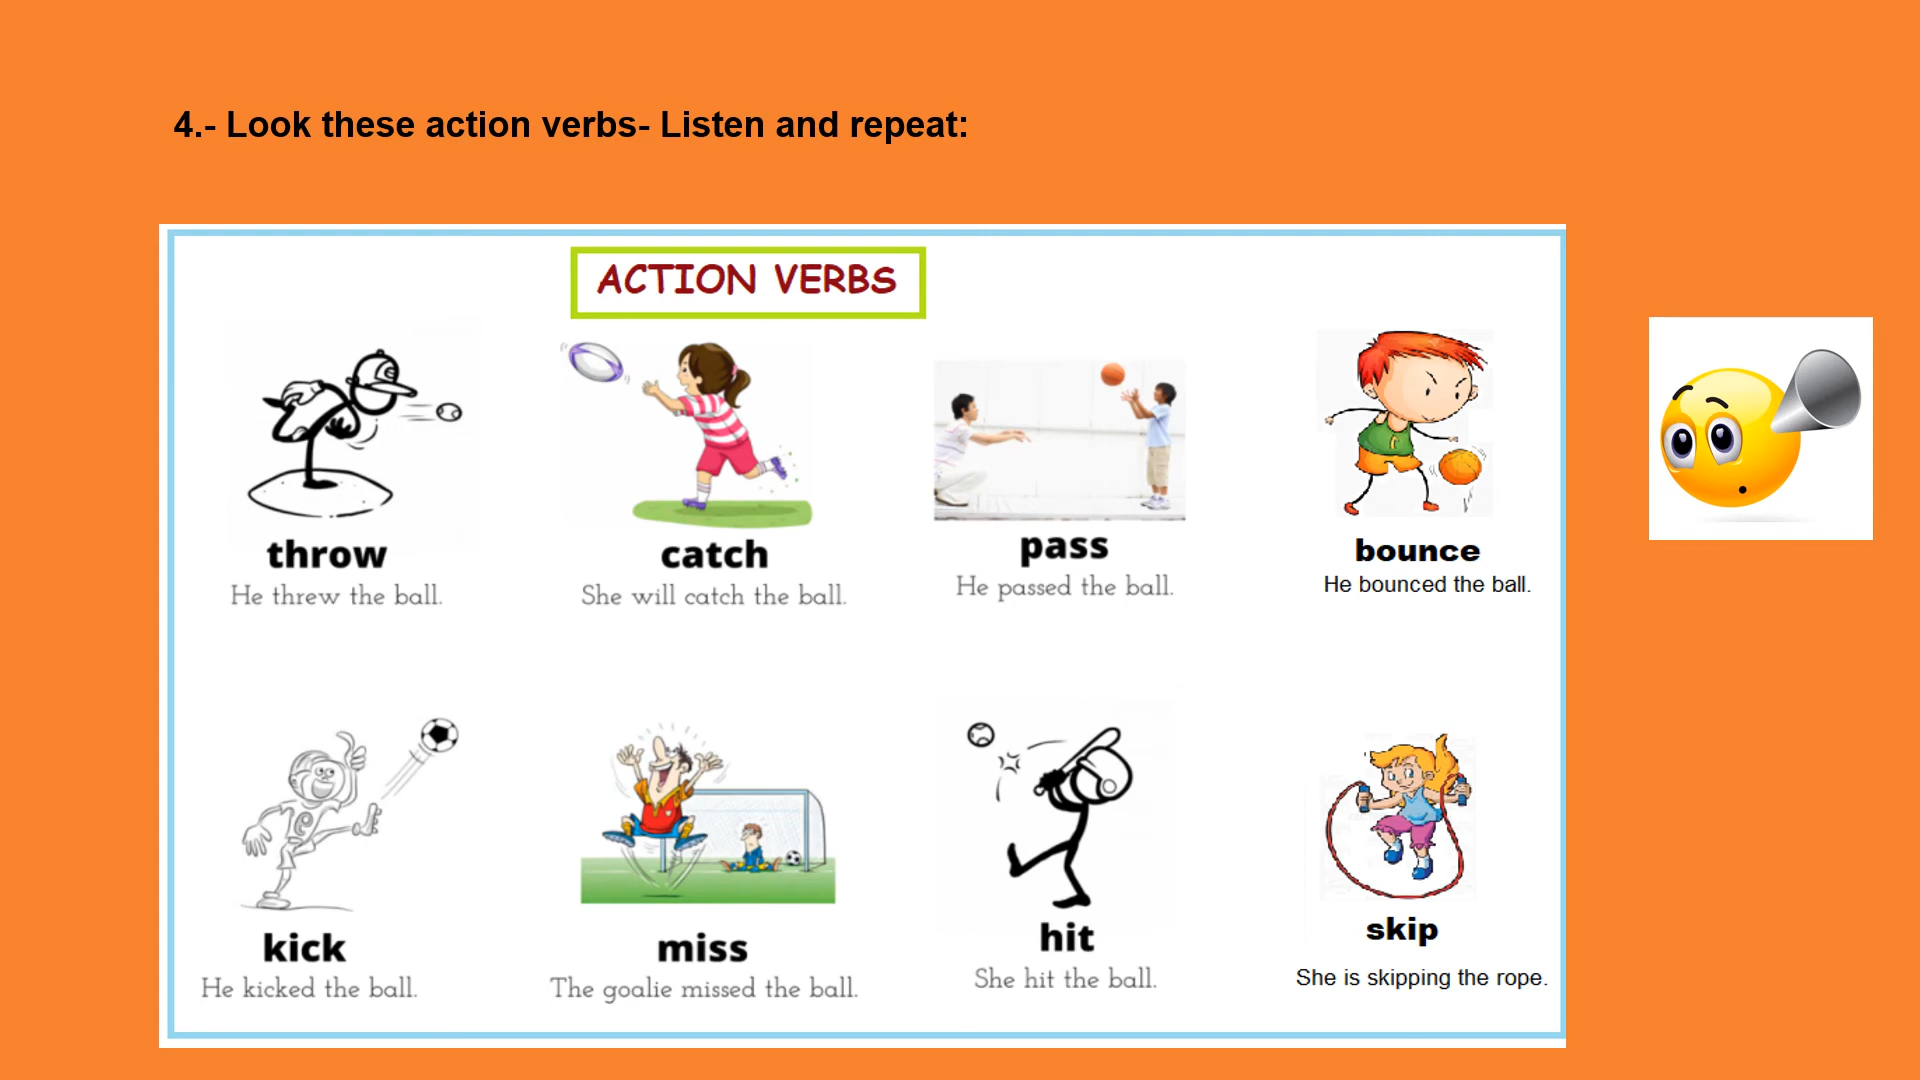 4.- Look these action verbs- Listen and repeat:
ACTION VERBS
throw
He threw the ball.
catch
She will catch the ball.
pass
He passed the ball.
bounce
He bounced the ball.
kick
He kicked the ball.
miss
The goalie missed the ball.
hit
She hit the ball.
skip
She is skipping the rope.